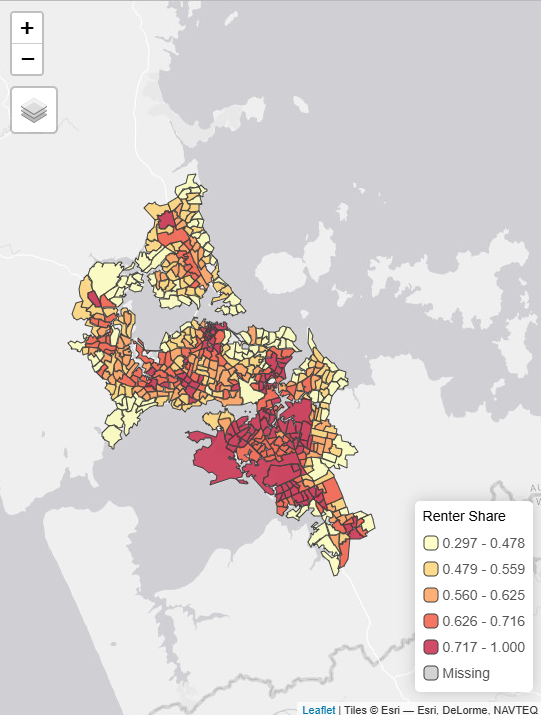 +
−
AU
W
Renter Share
0.297 - 0.478
0.479 - 0.559
0.560 - 0.625
0.626 - 0.716
0.717 - 1.000
Missing
Leaflet | Tiles © Esri — Esri, DeLorme, NAVTEQ